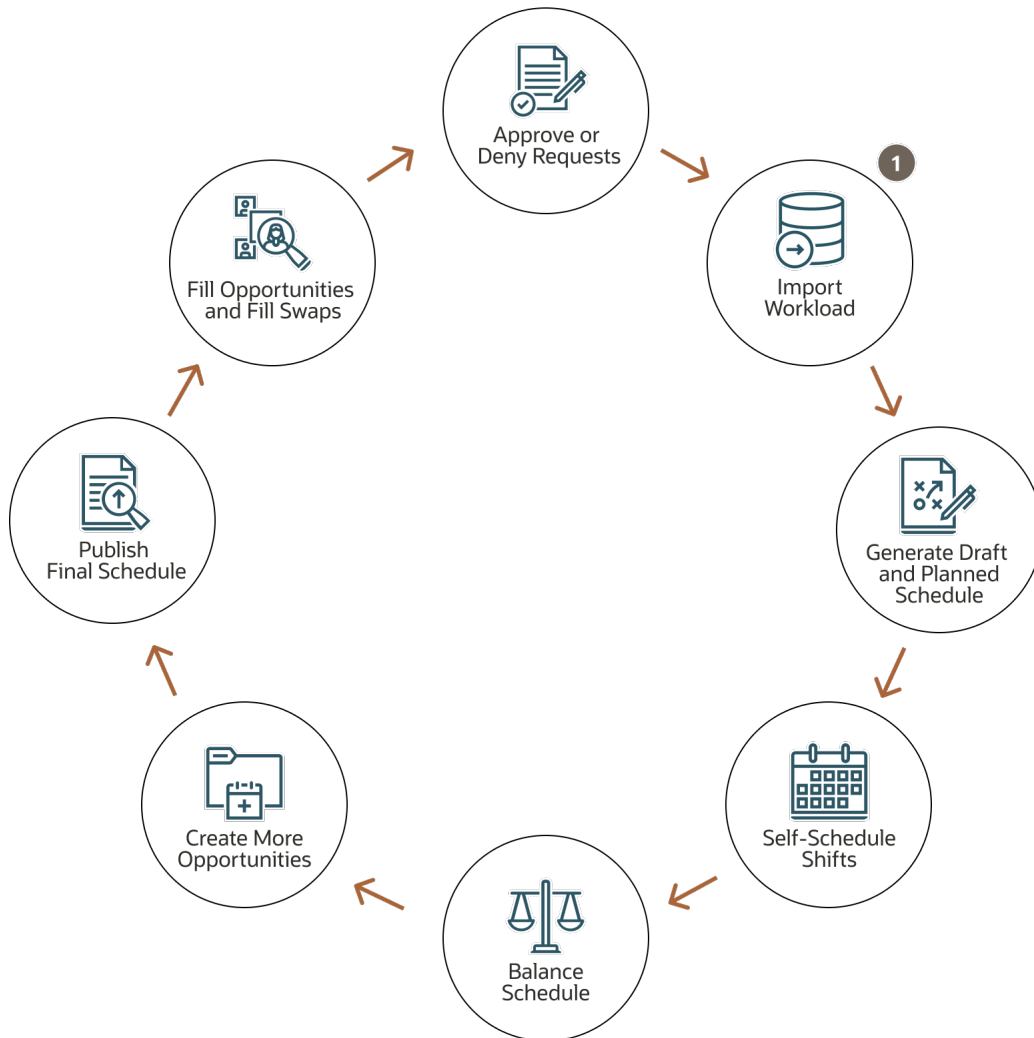 Approve or
Deny Requests
1
Import
Workload
Generate Draft
and Planned
Schedule
Self-Schedule
Shifts
Balance
Schedule
Create More
Opportunities
Publish
Final Schedule
Fill Opportunities
and Fill Swaps